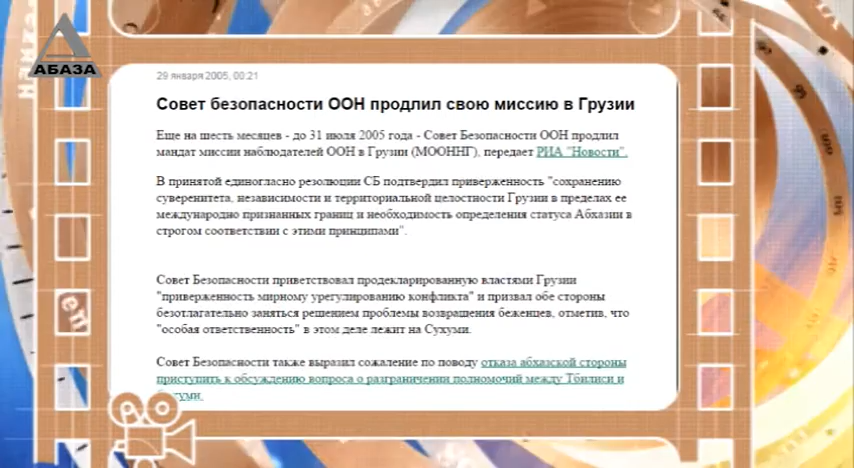 АБАЗА
29 января 2005, 00:21
Совет безопасности ООН продлил свою миссию в Грузии
Еще на шесть месяцев - до 31 июля 2005 года - Совет Безопасности ООН продлил
мандат миссии наблюдателей ООН в Грузии (МООННГ), передает РИА "Новости".
В принятой единогласно резолюции СБ подтвердил приверженность "сохранению
суверенитета, независимости и территориальной целостности Грузии в пределах ее
международно признанных границ и необходимость определения статуса Абхазии в
строгом соответствии с этими принципами".
Совет Безопасности приветствовал продекларированную властями Грузии
"приверженность мирному урегулированию конфликта" и призвал обе стороны
безотлагательно заняться решением проблемы возвращения беженцев, отметив, что
"особая ответственность" в этом деле лежит на Сухуми.
Совет Безопасности также выразил сожаление по поводу отказа абхазской стороны
приступить к обсуждению вопроса о разграничении полномочий между Тбилиси и